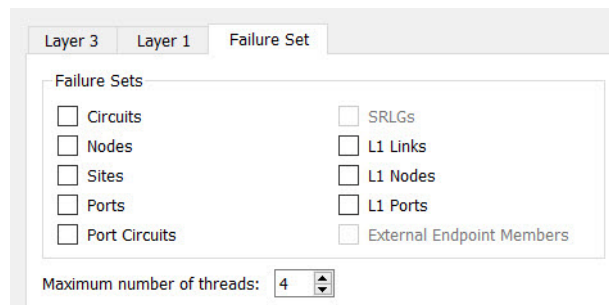 Layer 3 Layer 1 Failure Set
Failure Sets
Circuits SRLGs
Nodes L1 Links
Sites L1 Nodes
Ports L1 Ports
Port Circuits External Endpoint Members
Maximum number of threads: 4